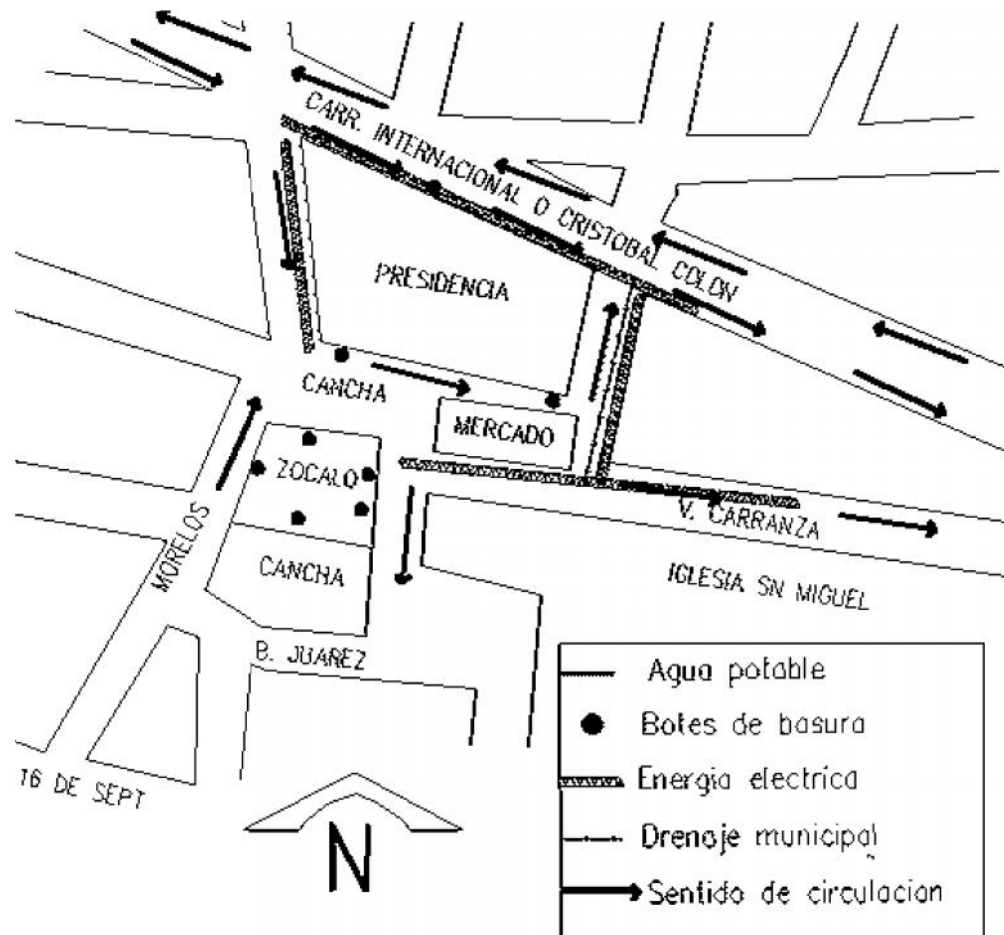 CARR. INTERNACIONAL O CRISTOBAL COLON
PRESIDENCIA
CANCHA
MERCADO
ZOCALO
MORELOS
CANCHA
V. CARRANZA
IGLESIA SN MIGUEL
B. JUAREZ
16 DE SEPT
N
Agua potable
Botes de basura
Energia electrica
Drenaje municipal
Sentido de circulacion